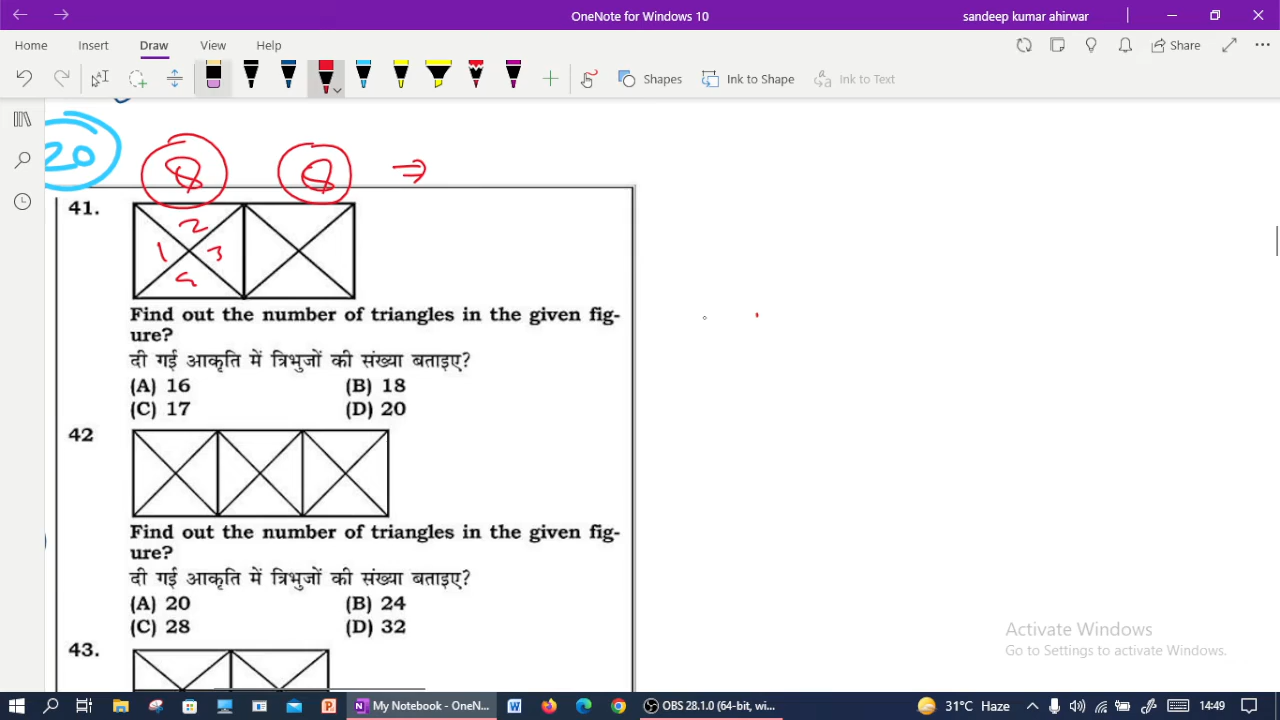 OneNote for Windows 10
sandeep kumar ahirwar
Home Insert Draw View Help
Share
Shapes
Ink to Shape
Ink to Text
20
8 8 ⇒
41.
2
1 3
4
Find out the number of triangles in the given fig-
ure?
दी गई आकृति में त्रिभुजों की संख्या बताइए?
(A) 16 (B) 18
(C) 17 (D) 20
42
Find out the number of triangles in the given fig-
ure?
दी गई आकृति में त्रिभुजों की संख्या बताइए?
(A) 20 (B) 24
(C) 28 (D) 32
43.
Activate Windows
Go to Settings to activate Windows.
My Notebook - OneN...
OBS 28.1.0 (64-bit, wi...
31°C Haze
ENG
14:49